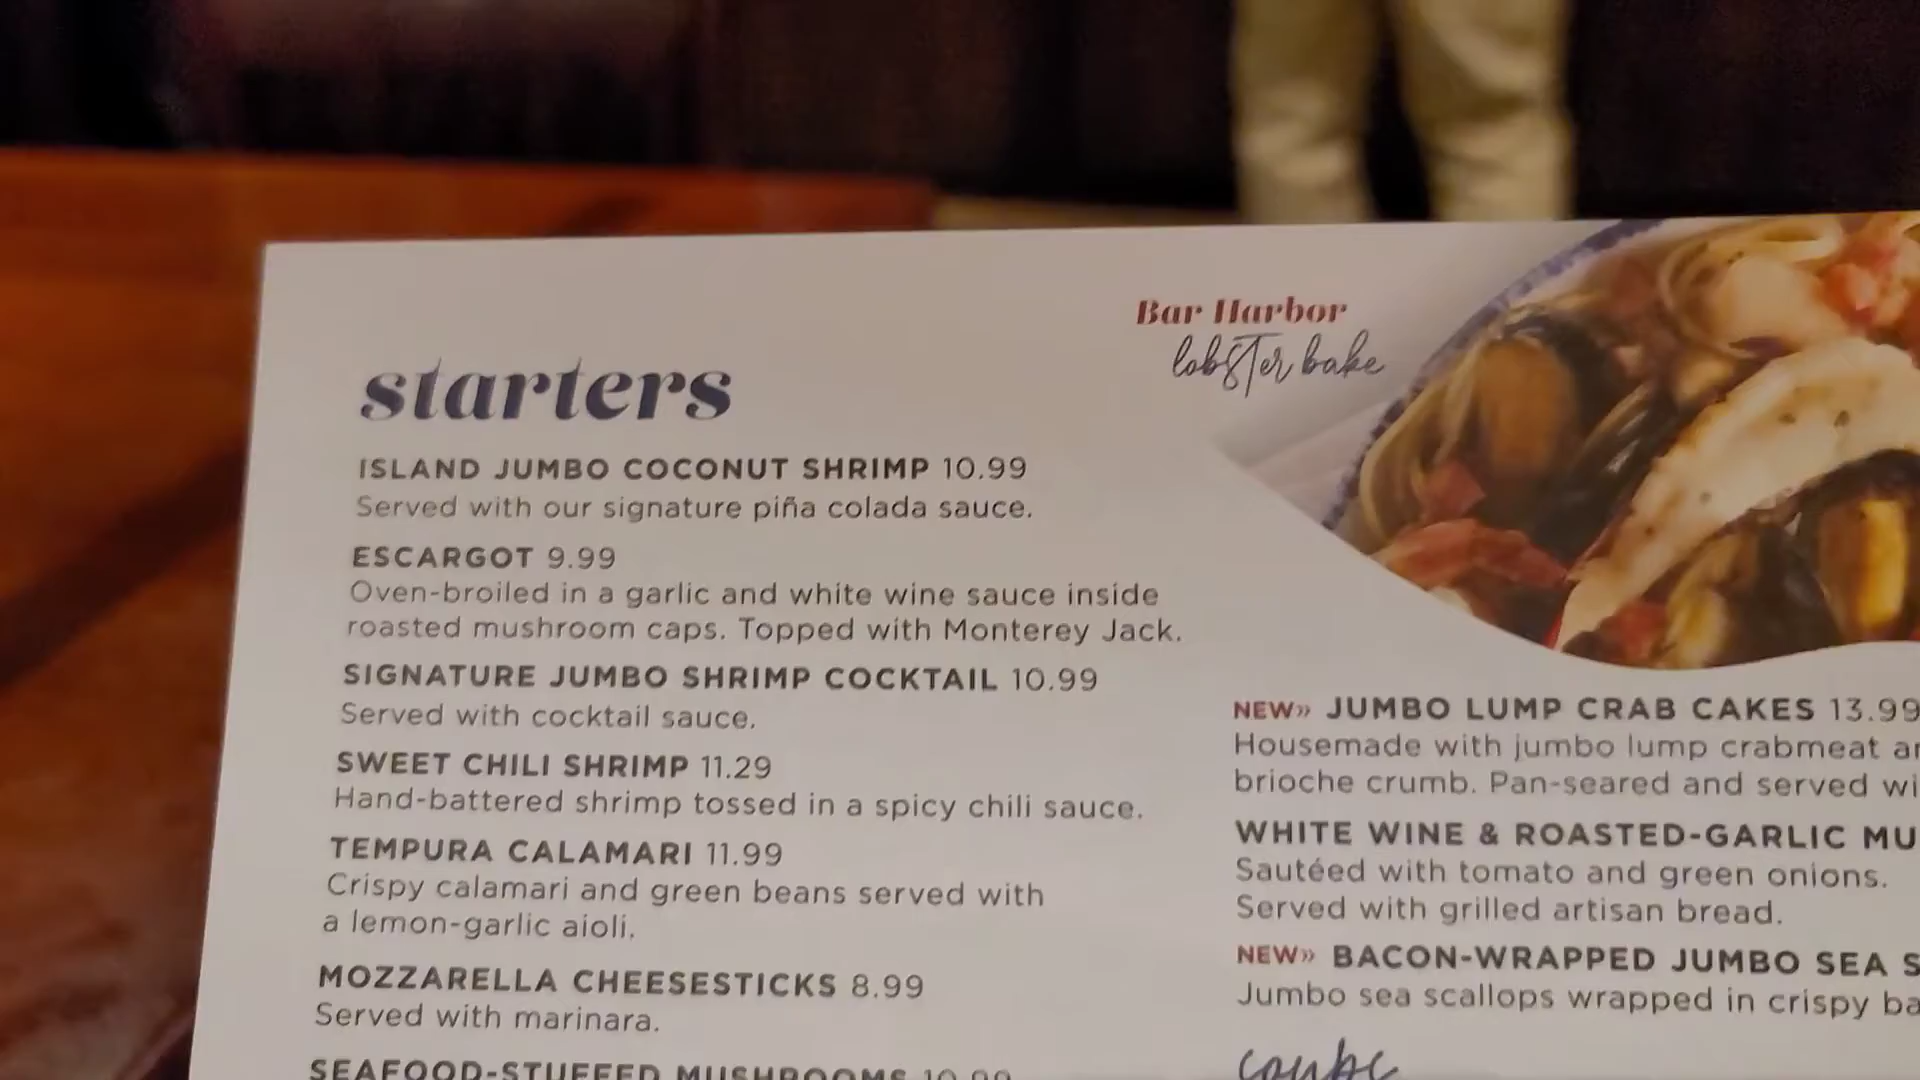 Bar Harbor
lobster bake
starters
ISLAND JUMBO COCONUT SHRIMP 10.99
Served with our signature piña colada sauce.
ESCARGOT 9.99
Oven-broiled in a garlic and white wine sauce inside
roasted mushroom caps. Topped with Monterey Jack.
SIGNATURE JUMBO SHRIMP COCKTAIL 10.99
Served with cocktail sauce.
SWEET CHILI SHRIMP 11.29
Hand-battered shrimp tossed in a spicy chili sauce.
TEMPURA CALAMARI 11.99
Crispy calamari and green beans served with
a lemon-garlic aioli.
MOZZARELLA CHEESESTICKS 8.99
Served with marinara.
SEAFOOD-STUFFED MUSHROOMS
NEW» JUMBO LUMP CRAB CAKES 13.99
Housemade with jumbo lump crabmeat
brioche crumb. Pan-seared and served
WHITE WINE & ROASTED-GARLIC
Sautéed with tomato and green onions.
Served with grilled artisan bread.
NEW» BACON-WRAPPED JUMBO SEA
Jumbo sea scallops wrapped in crispy